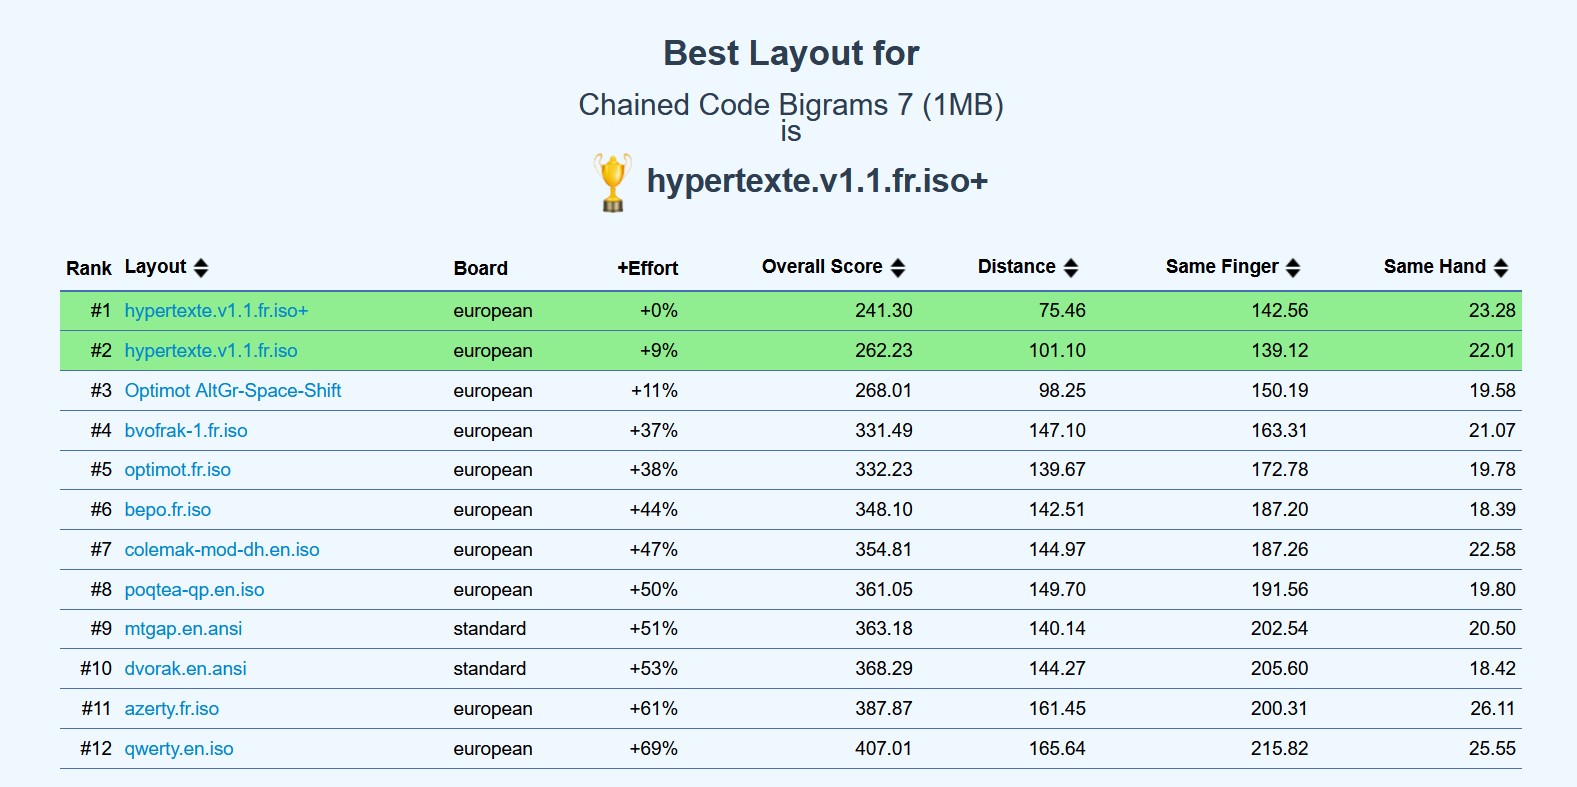 Best Layout for
Chained Code Bigrams 7 (1MB)
is
hypertexte.v1.1.fr.iso+
Rank Layout Board +Effort Overall Score Distance Same Finger Same Hand
#1 hypertexte.v1.1.fr.iso+ european +0% 241.30 75.46 142.56 23.28
#2 hypertexte.v1.1.fr.iso european +9% 262.23 101.10 139.12 22.01
#3 Optimot AltGr-Space-Shift european +11% 268.01 98.25 150.19 19.58
#4 bvofrak-1.fr.iso european +37% 331.49 147.10 163.31 21.07
#5 optimot.fr.iso european +38% 332.23 139.67 172.78 19.78
#6 bepo.fr.iso european +44% 348.10 142.51 187.20 18.39
#7 colemak-mod-dh.en.iso european +47% 354.81 144.97 187.26 22.58
#8 poqtea-qp.en.iso european +50% 361.05 149.70 191.56 19.80
#9 mtgap.en.ansi standard +51% 363.18 140.14 202.54 20.50
#10 dvorak.en.ansi standard +53% 368.29 144.27 205.60 18.42
#11 azerty.fr.iso european +61% 387.87 161.45 200.31 26.11
#12 qwerty.en.iso european +69% 407.01 165.64 215.82 25.55